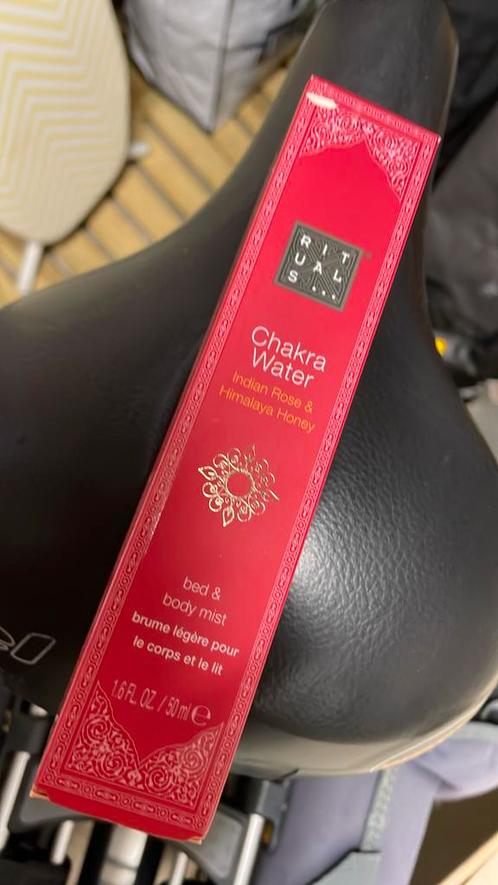 RIT
UAL
S...
Chakra
Water
Indian Rose &
Himalaya Honey
bed &
body mist
brume légère pour
le corps et le lit
1.6 FL. OZ. / 50 ml ℮